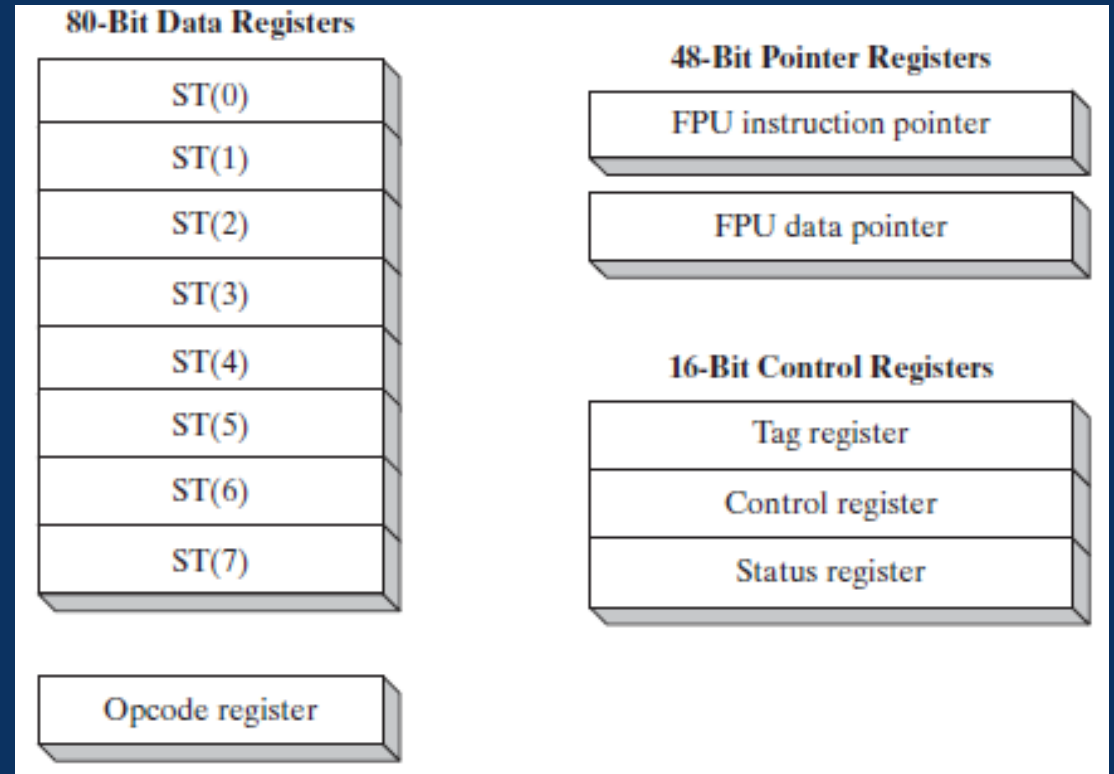 80-Bit Data Registers
ST(0)
ST(1)
ST(2)
ST(3)
ST(4)
ST(5)
ST(6)
ST(7)
Opcode register
48-Bit Pointer Registers
FPU instruction pointer
FPU data pointer
16-Bit Control Registers
Tag register
Control register
Status register